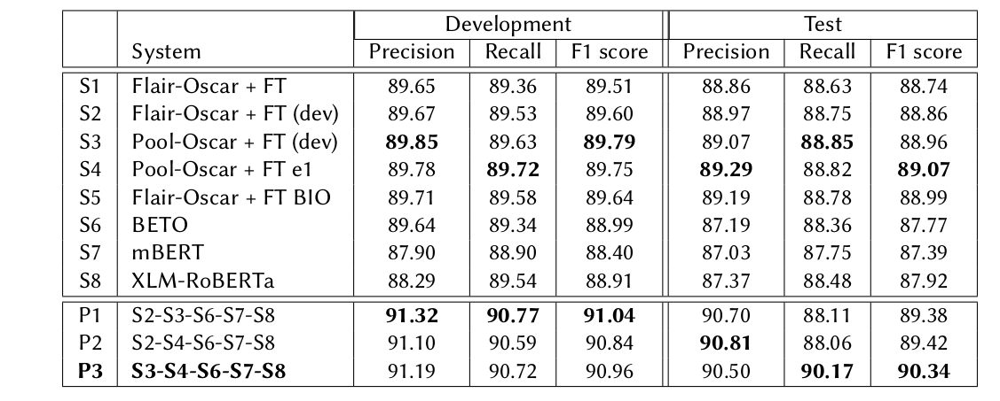 Development Test
System Precision Recall F1 score Precision Recall F1 score
S1 Flair-Oscar + FT 89.65 89.36 89.51 88.86 88.63 88.74
S2 Flair-Oscar + FT (dev) 89.67 89.53 89.60 88.97 88.75 88.86
S3 Pool-Oscar + FT (dev) 89.85 89.63 89.79 89.07 88.85 88.96
S4 Pool-Oscar + FT e1 89.78 89.72 89.75 89.29 88.82 89.07
S5 Flair-Oscar + FT BIO 89.71 89.58 89.64 89.19 88.78 88.99
S6 BETO 89.64 89.34 88.99 87.19 88.36 87.77
S7 mBERT 87.90 88.90 88.40 87.03 87.75 87.39
S8 XLM-RoBERTa 88.29 89.54 88.91 87.37 88.48 87.92
P1 S2-S3-S6-S7-S8 91.32 90.77 91.04 90.70 88.11 89.38
P2 S2-S4-S6-S7-S8 91.10 90.59 90.84 90.81 88.06 89.42
P3 S3-S4-S6-S7-S8 91.19 90.72 90.96 90.50 90.17 90.34